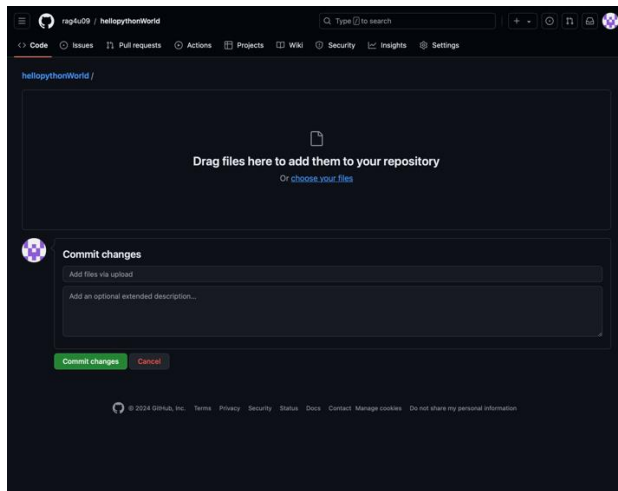 rag4u09 / hellopythonWorld Type / to search
Code Issues Pull requests Actions Projects Wiki Security Insights Settings
hellopythonWorld /
Drag files here to add them to your repository
Or choose your files
Commit changes
Add files via upload
Add an optional extended description...
Commit changes Cancel
© 2024 GitHub, Inc. Terms Privacy Security Status Docs Contact Manage cookies Do not share my personal information